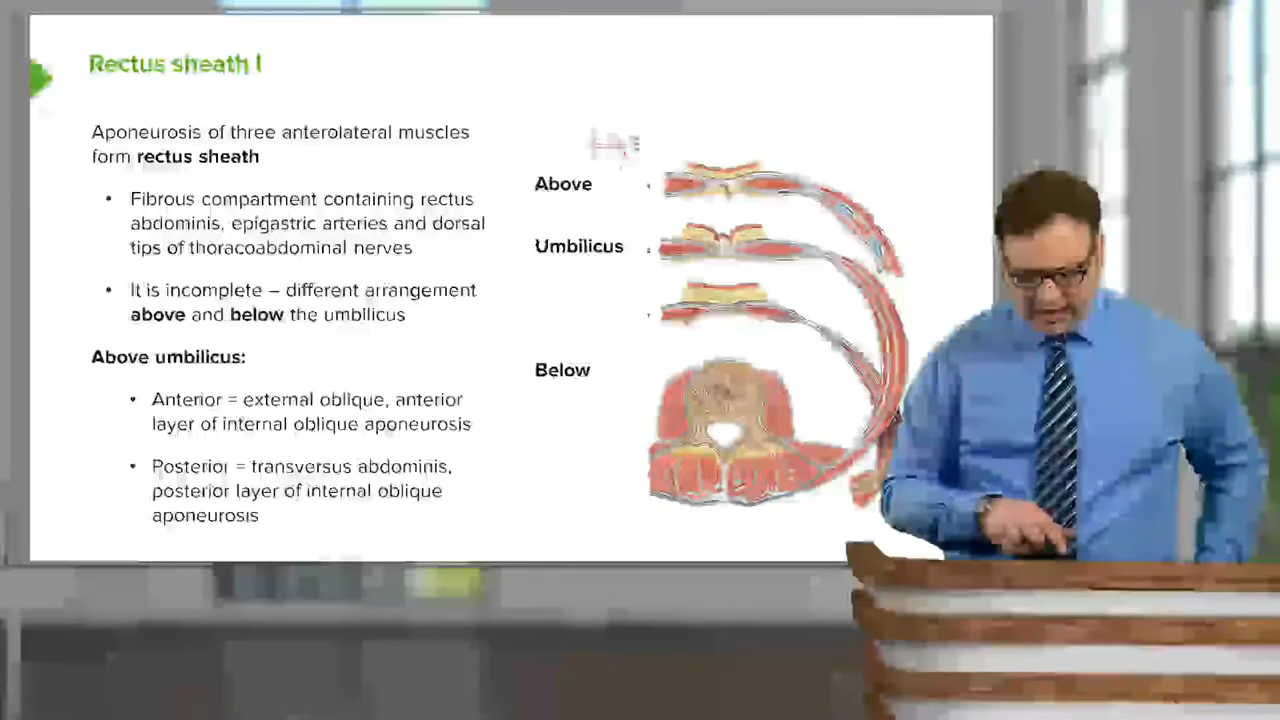 Rectus sheath I
Aponeurosis of three anterolateral muscles
form rectus sheath
• Fibrous compartment containing rectus
abdominis, epigastric arteries and dorsal
tips of thoracoabdominal nerves
• It is incomplete – different arrangement
above and below the umbilicus
Above umbilicus:
• Anterior = external oblique, anterior
layer of internal oblique aponeurosis
• Posterior = transversus abdominis,
posterior layer of internal oblique
aponeurosis
Above
Umbilicus
Below